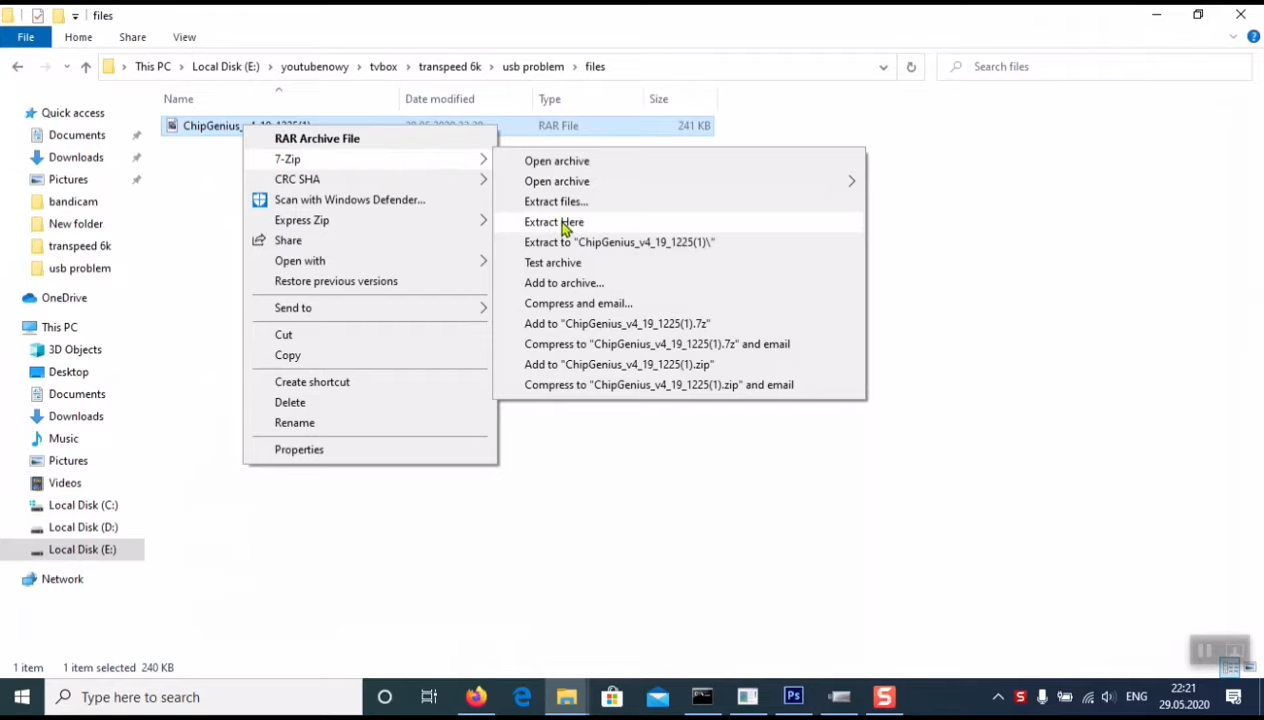 files
File Home Share View
This PC Local Disk (E:) youtubenowy tvbox transpeed 6k usb problem files
Search files
Name Date modified Type Size
ChipGenius_v4_19_1225(1) RAR File 241 KB
Quick access
Documents
Downloads
Pictures
bandicam
New folder
transpeed 6k
usb problem
OneDrive
This PC
3D Objects
Desktop
Documents
Downloads
Music
Pictures
Videos
Local Disk (C:)
Local Disk (D:)
Local Disk (E:)
Network
RAR Archive File
7-Zip
CRC SHA
Scan with Windows Defender...
Express Zip
Share
Open with
Restore previous versions
Send to
Cut
Copy
Create shortcut
Delete
Rename
Properties
Open archive
Open archive
Extract files...
Extract Here
Extract to "ChipGenius_v4_19_1225(1)\"
Test archive
Add to archive...
Compress and email...
Add to "ChipGenius_v4_19_1225(1).7z"
Compress to "ChipGenius_v4_19_1225(1).7z" and email
Add to "ChipGenius_v4_19_1225(1).zip"
Compress to "ChipGenius_v4_19_1225(1).zip" and email
1 item 1 item selected 240 KB
Type here to search
Ps
S
S
ENG
22:21
29.05.2020